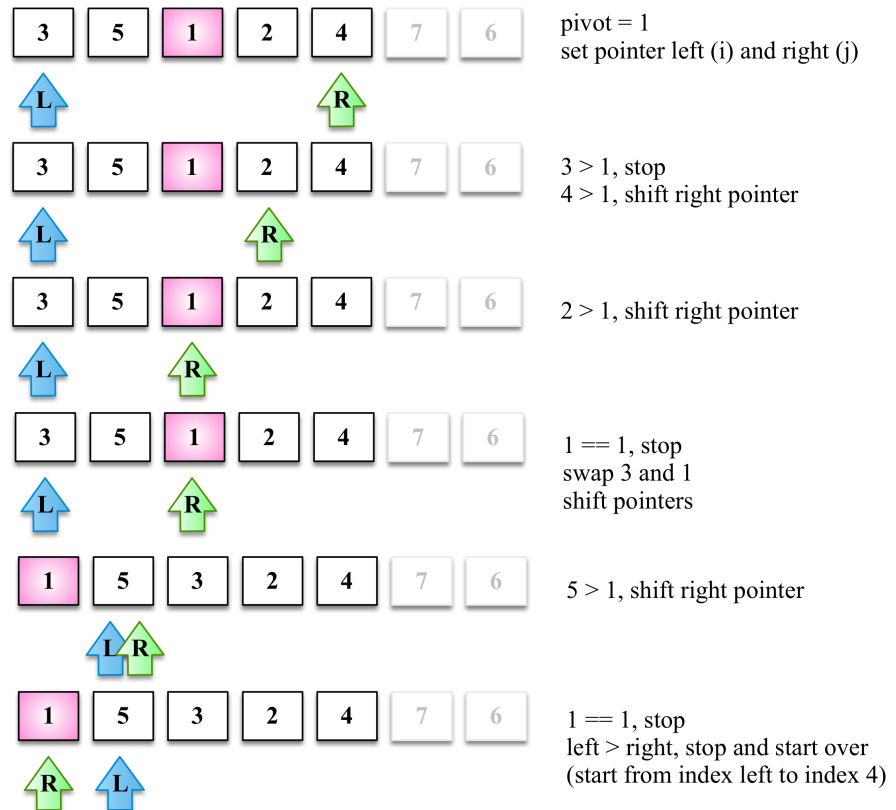 3 5 1 2 4 7 6
pivot = 1
set pointer left (i) and right (j)
L R
3 5 1 2 4 7 6
3 > 1, stop
4 > 1, shift right pointer
L R
3 5 1 2 4 7 6
2 > 1, shift right pointer
L R
3 5 1 2 4 7 6
1 == 1, stop
swap 3 and 1
shift pointers
L R
1 5 3 2 4 7 6
5 > 1, shift right pointer
L R
1 5 3 2 4 7 6
1 == 1, stop
left > right, stop and start over
(start from index left to index 4)
R L